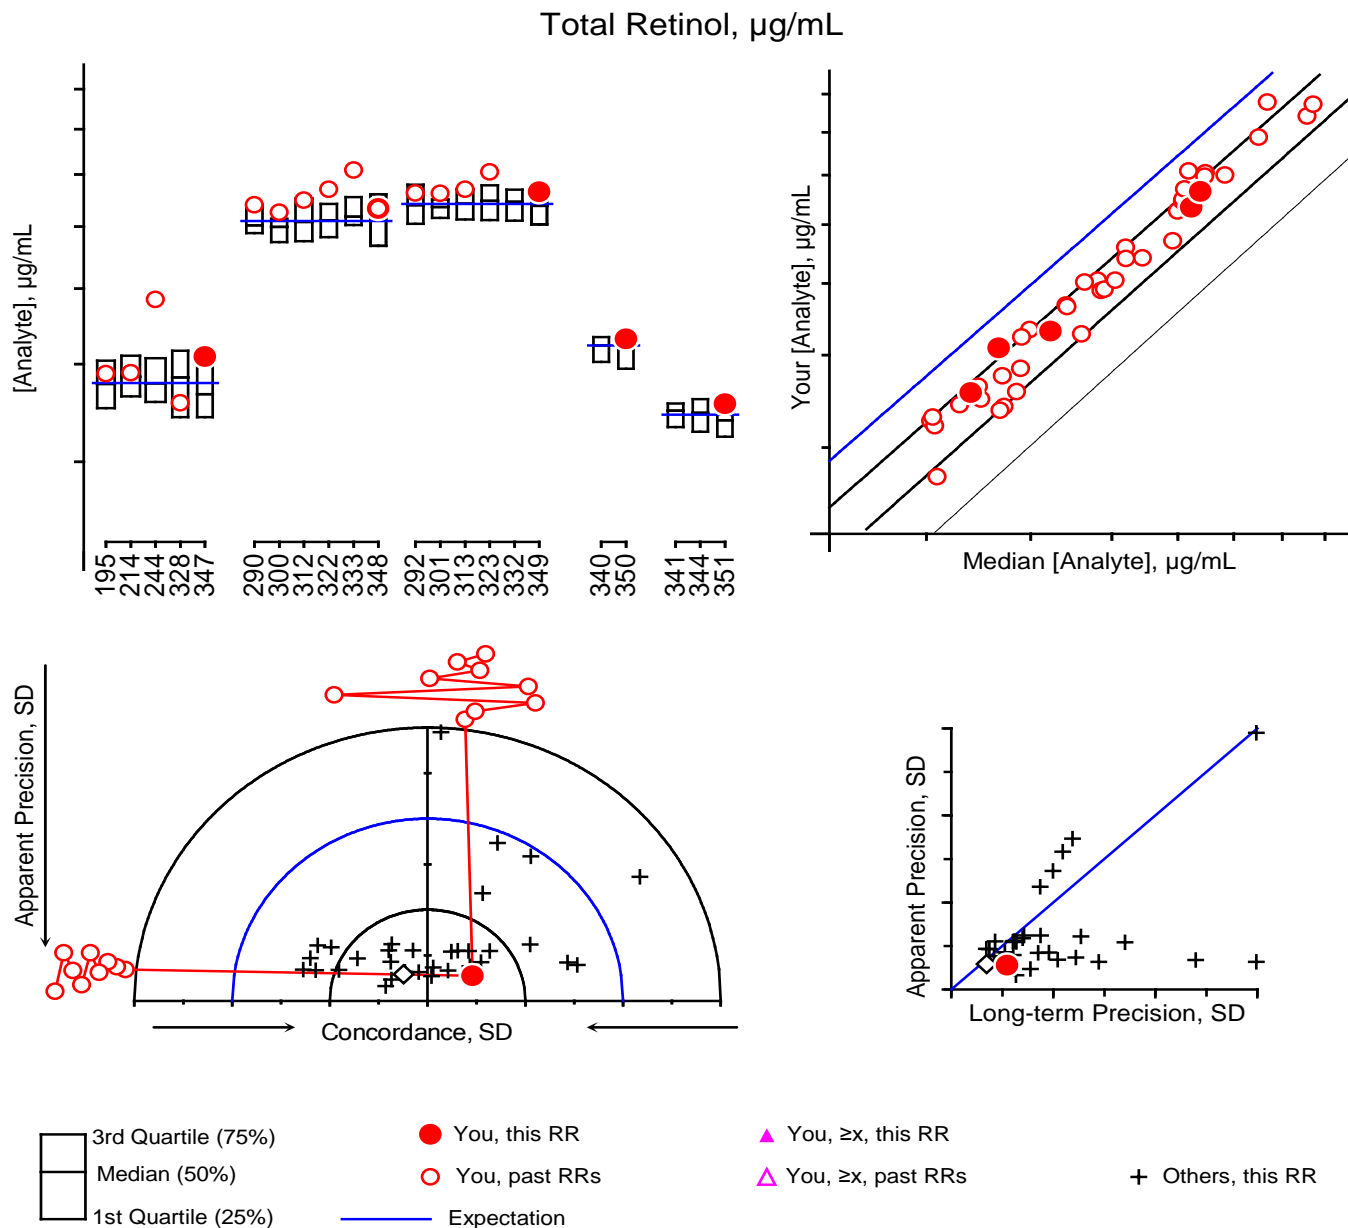 Total Retinol, µg/mL
[Analyte], µg/mL
195
214
244
328
347
290
300
312
322
333
348
292
301
313
323
332
349
340
350
341
344
351
Your [Analyte], µg/mL
Median [Analyte], µg/mL
Apparent Precision, SD
Concordance, SD
Apparent Precision, SD
Long-term Precision, SD
3rd Quartile (75%)
Median (50%)
1st Quartile (25%)
You, this RR
You, past RRs
Expectation
You, ≥x, this RR
You, ≥x, past RRs
Others, this RR